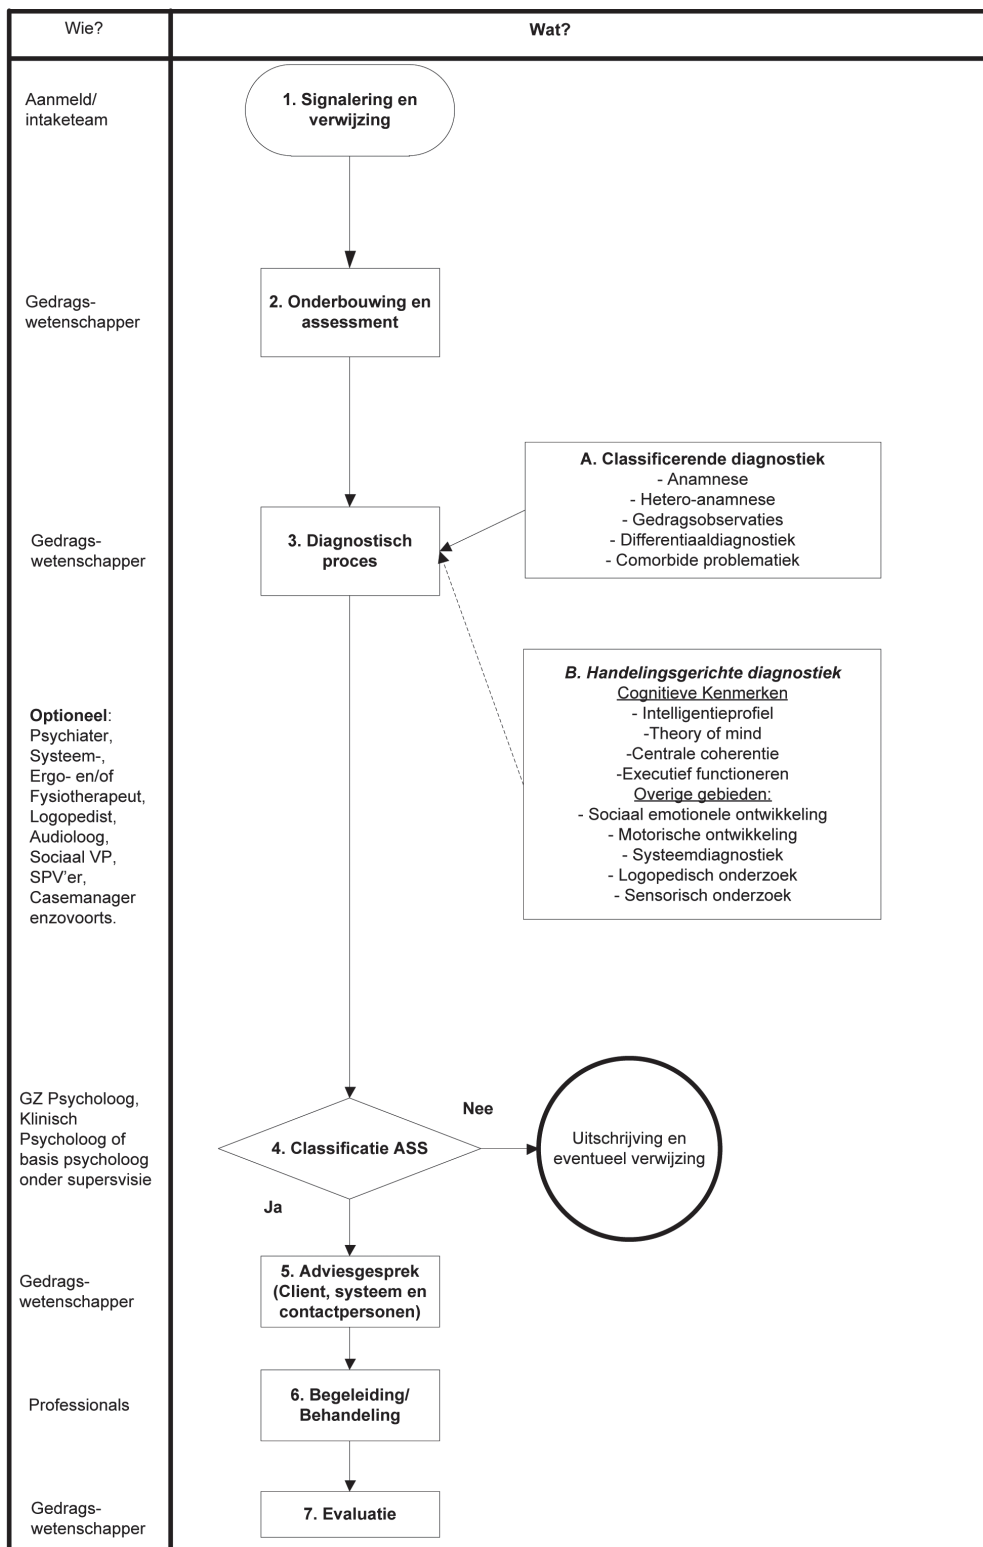 Wie?
Wat?
Aanmeld/
intaketeam
1. Signalering en
verwijzing
Gedrags-
wetenschapper
2. Onderbouwing en
assessment
Gedrags-
wetenschapper
3. Diagnostisch
proces
A. Classificerende diagnostiek
- Anamnese
- Hetero-anamnese
- Gedragsobservaties
- Differentiaaldiagnostiek
- Comorbide problematiek
Optioneel:
Psychiater,
Systeem-,
Ergo- en/of
Fysiotherapeut,
Logopedist,
Audioloog,
Sociaal VP,
SPV'er,
Casemanager
enzovoorts.
B. Handelingsgerichte diagnostiek
Cognitieve Kenmerken
- Intelligentieprofiel
-Theory of mind
-Centrale coherentie
-Executief functioneren
Overige gebieden:
- Sociaal emotionele ontwikkeling
- Motorische ontwikkeling
- Systeemdiagnostiek
- Logopedisch onderzoek
- Sensorisch onderzoek
GZ Psycholoog,
Klinisch
Psycholoog of
basis psycholoog
onder supersvisie
4. Classificatie ASS
Nee
Uitschrijving en
eventueel verwijzing
Ja
Gedrags-
wetenschapper
5. Adviesgesprek
(Client, systeem en
contactpersonen)
Professionals
6. Begeleiding/
Behandeling
Gedrags-
wetenschapper
7. Evaluatie